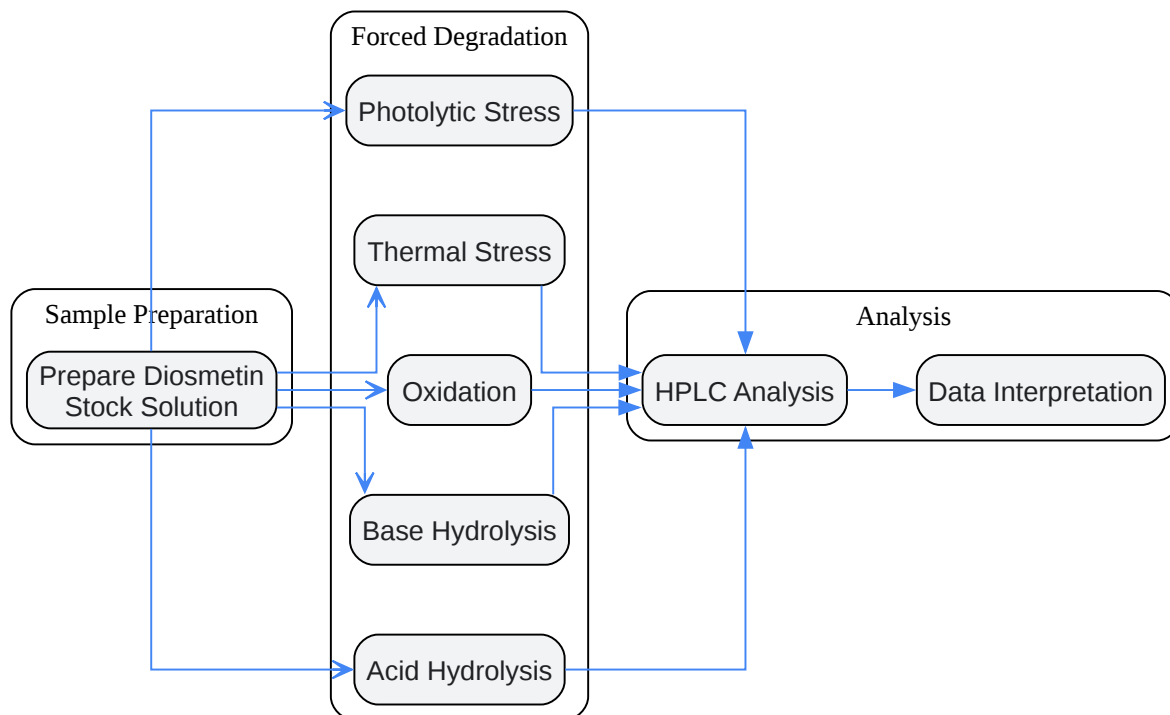 Forced Degradation
Photolytic Stress
Thermal Stress
Sample Preparation
Analysis
Prepare Diosmetin
Stock Solution
Oxidation
HPLC Analysis
Data Interpretation
Base Hydrolysis
Acid Hydrolysis